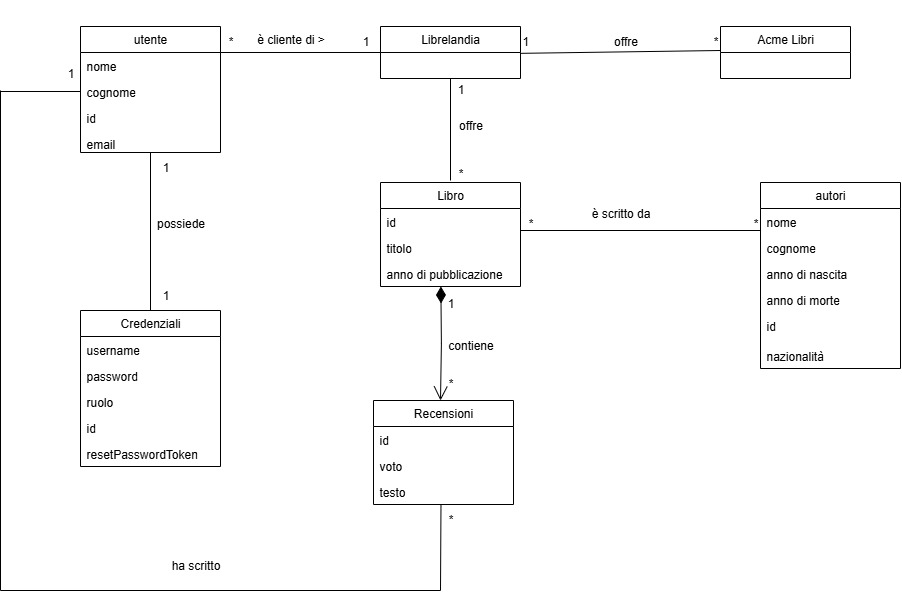 utente
* è cliente di > 1
Librelandia
1 offre *
Acme Libri
1
nome
cognome
id
email
1
offre
*
1
possiede
1
Libro
id
titolo
anno di pubblicazione
* è scritto da *
autori
nome
cognome
anno di nascita
anno di morte
id
nazionalità
Credenziali
username
password
ruolo
id
resetPasswordToken
1
contiene
*
Recensioni
id
voto
testo
*
ha scritto